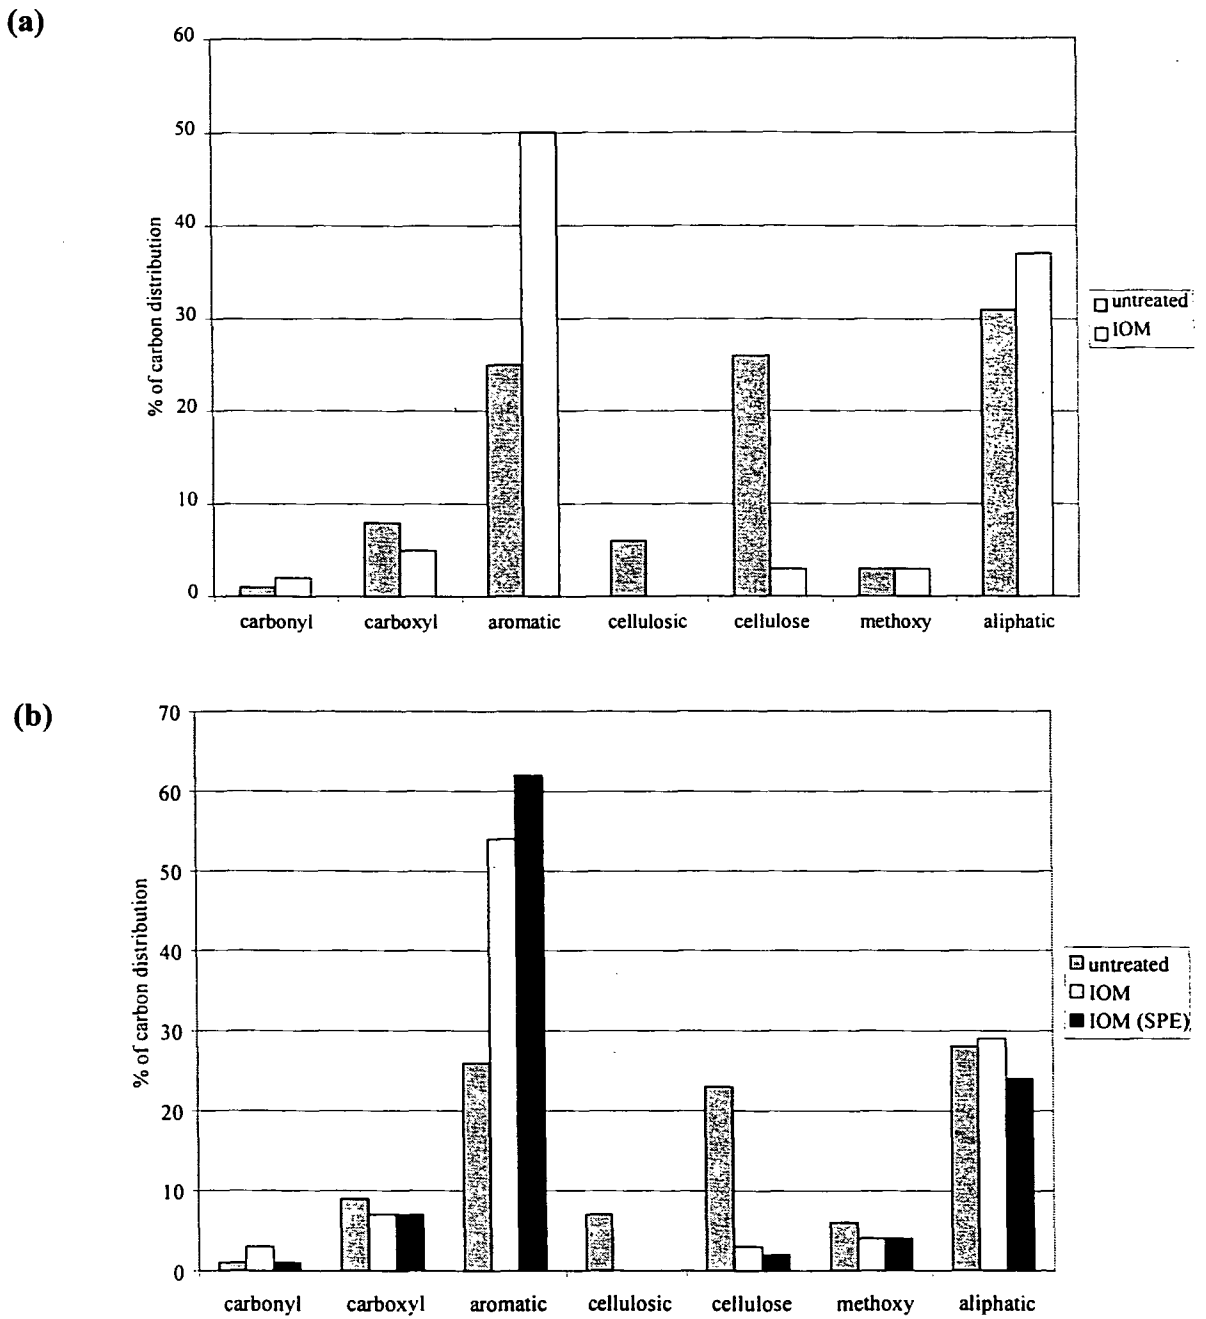 (a)
60
50
40
30
20
10
0
% of carbon distribution
carbonyl carboxyl aromatic cellulosic cellulose methoxy aliphatic
untreated
IOM
(b)
70
60
50
40
30
20
10
0
% of carbon distribution
carbonyl carboxyl aromatic cellulosic cellulose methoxy aliphatic
untreated
IOM
IOM (SPE)